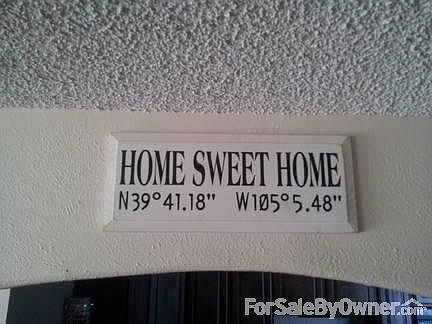 HOME SWEET HOME
N39°41.18" W105°5.48"
ForSaleByOwner.com